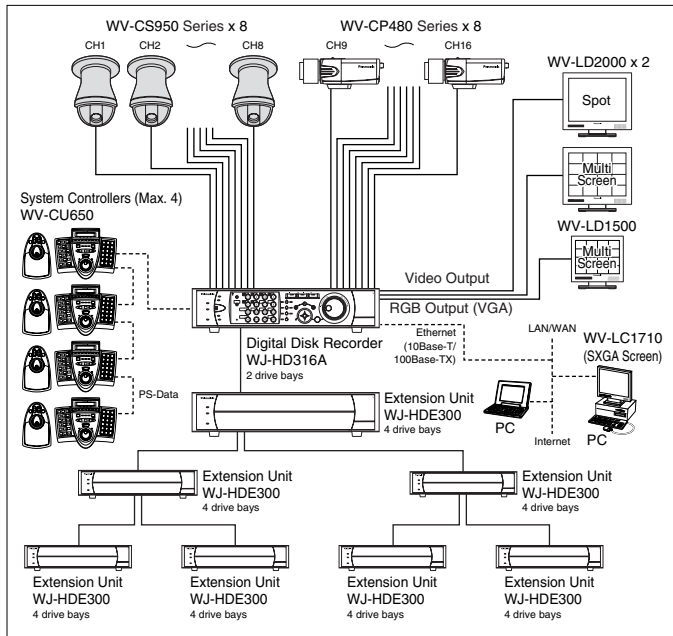 WV-CS950 Series x 8
WV-CP480 Series x 8
CH1
CH2
CH8
CH9
CH16
WV-LD2000 x 2
Spot
Multi
Screen
WV-LD1500
Multi
Screen
System Controllers (Max. 4)
WV-CU650
PS-Data
Video Output
RGB Output (VGA)
Digital Disk Recorder
WJ-HD316A
2 drive bays
Ethernet
(10Base-T/
100Base-TX)
LAN/WAN
WV-LC1710
(SXGA Screen)
PC
Internet
PC
Extension Unit
WJ-HDE300
4 drive bays
Extension Unit
WJ-HDE300
4 drive bays
Extension Unit
WJ-HDE300
4 drive bays
Extension Unit
WJ-HDE300
4 drive bays
Extension Unit
WJ-HDE300
4 drive bays
Extension Unit
WJ-HDE300
4 drive bays
Extension Unit
WJ-HDE300
4 drive bays